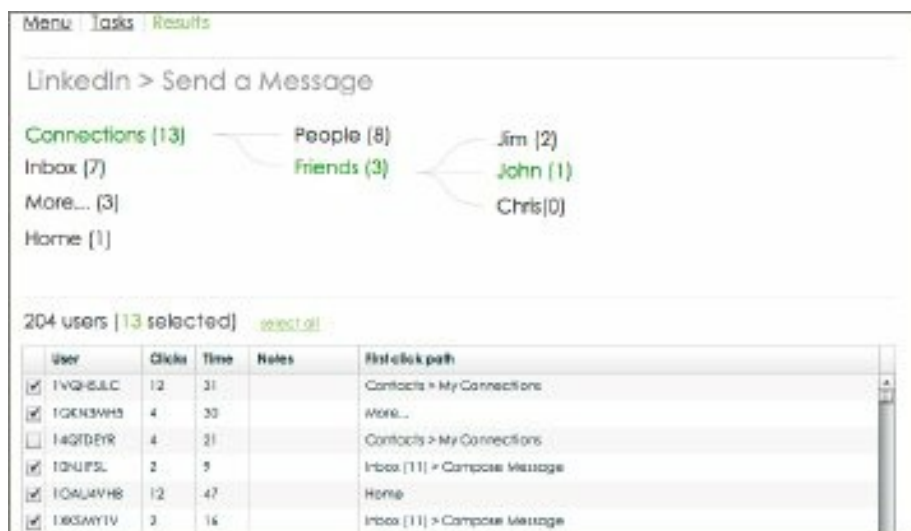 Menu Tasks Results
LinkedIn > Send a Message
Connections (13) People (8) Jim (2)
Inbox (7) Friends (3) John (1)
More... (3) Chris(0)
Home (1)
204 users (13 selected) select all
User Clicks Time Notes First click path
12 31 Contacts > My Connections
4 30 More...
14QTDEYR 4 21 Contacts > My Connections
2 9 Inbox (11) > Compose Message
12 47 Home
2 16 Inbox (11) > Compose Message